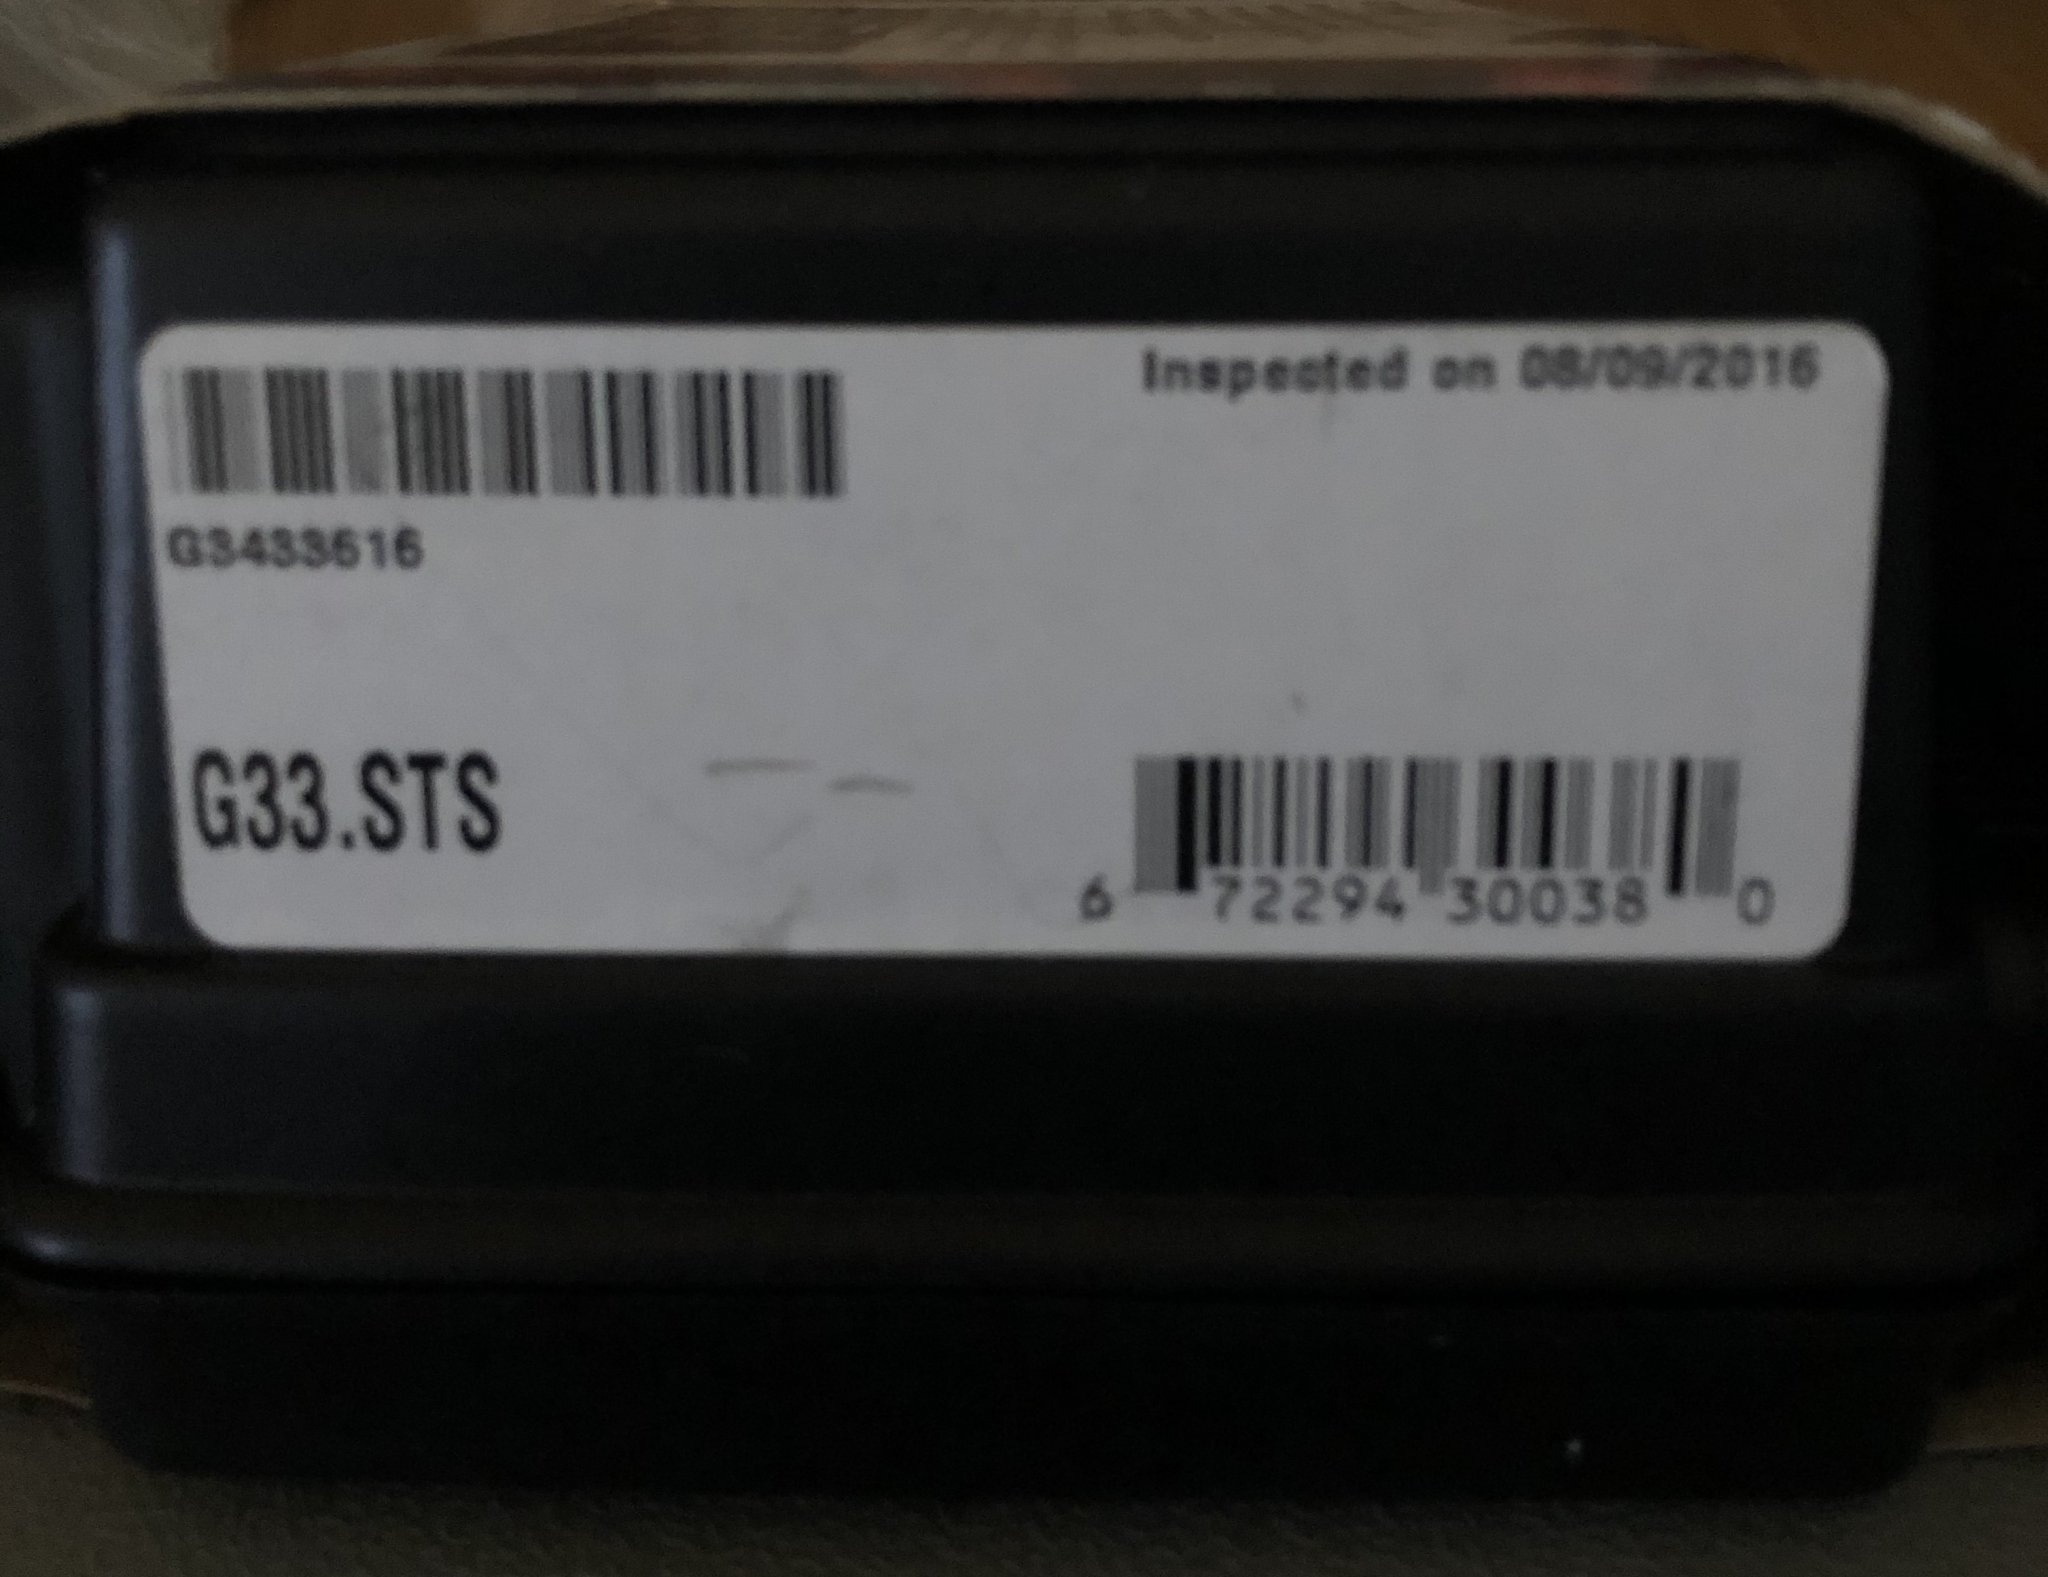 Inspected on 08/09/2016
G3433616
G33.STS
6 72294 30038 0